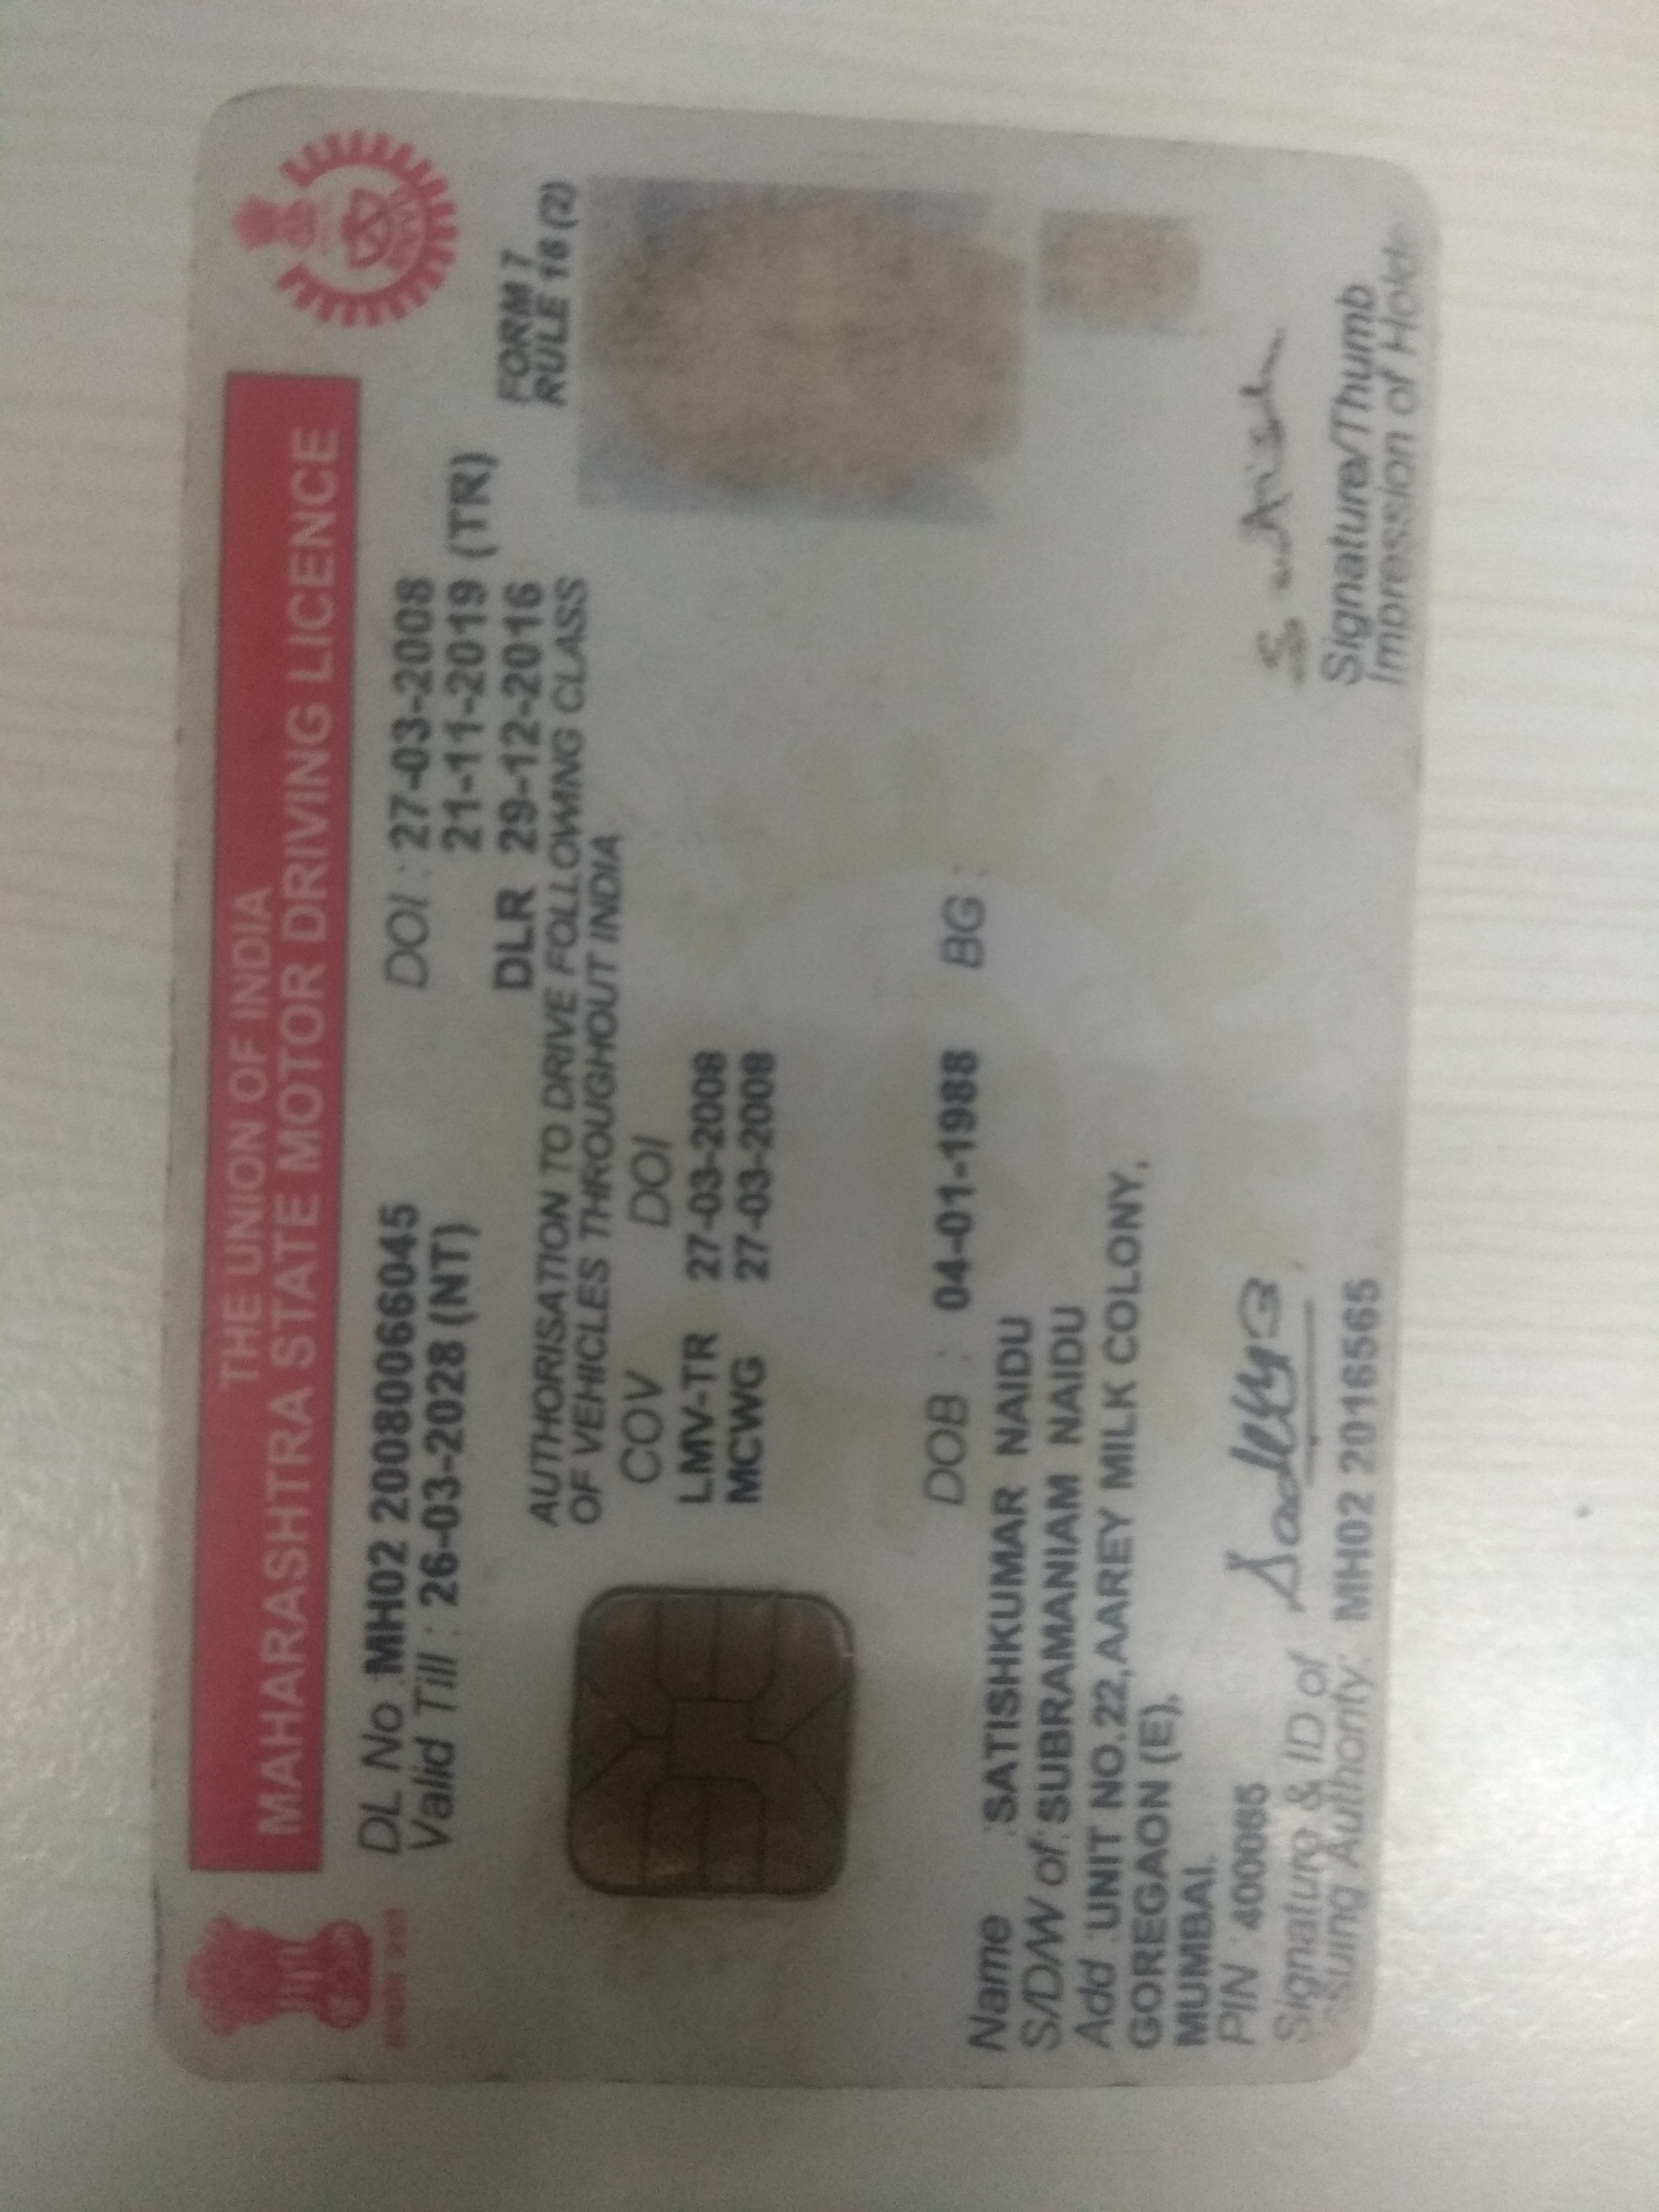 THE UNION OF INDIA
MAHARASHTRA STATE MOTOR DRIVING LICENCE
DL No :MH02 20080066045 DOI : 27-03-2008
Valid Till : 26-03-2028 (NT) 21-11-2019 (TR)
DLR 29-12-2016
FORM 7
RULE 16 (2)
AUTHORISATION TO DRIVE FOLLOWING CLASS
OF VEHICLES THROUGHOUT INDIA
COV DOI
LMV-TR 27-03-2008
MCWG 27-03-2008
DOB : 04-01-1988 BG :
Name :SATISHKUMAR NAIDU
S/D/W of:SUBRAMANIAM NAIDU
Add :UNIT NO.22,AAREY MILK COLONY,
GOREGAON (E),
MUMBAI.
PIN :400065
Signature & ID of
Issuing Authority: MH02 2016565
Signature/Thumb
Impression of Holder